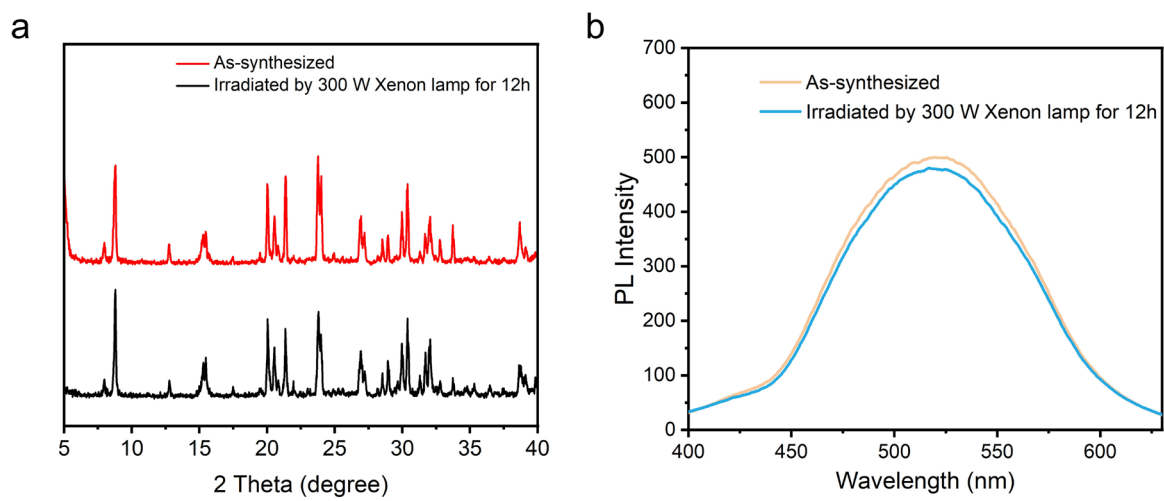 a
As-synthesized
Irradiated by 300 W Xenon lamp for 12h
5 10 15 20 25 30 35 40
2 Theta (degree)
b
700
600
500
400
300
200
100
0
PL Intensity
As-synthesized
Irradiated by 300 W Xenon lamp for 12h
400 450 500 550 600
Wavelength (nm)